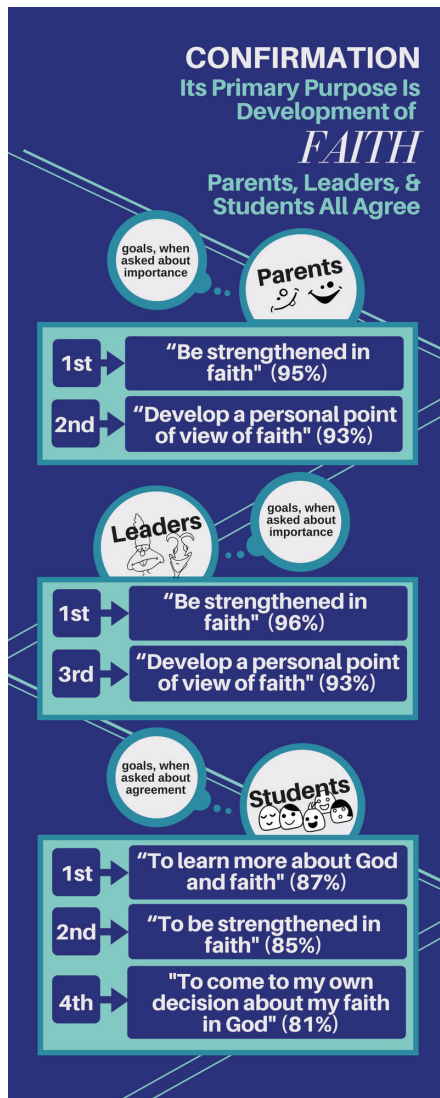 CONFIRMATION
Its Primary Purpose Is
Development of
FAITH
Parents, Leaders, &
Students All Agree
goals, when
asked about
importance
Parents
1st
“Be strengthened in
faith" (95%)
2nd
“Develop a personal point
of view of faith" (93%)
Leaders
goals, when
asked about
importance
1st
“Be strengthened in
faith" (96%)
3rd
“Develop a personal point
of view of faith" (93%)
goals, when
asked about
agreement
Students
1st
“To learn more about God
and faith" (87%)
2nd
“To be strengthened in
faith" (85%)
4th
"To come to my own
decision about my faith
in God" (81%)